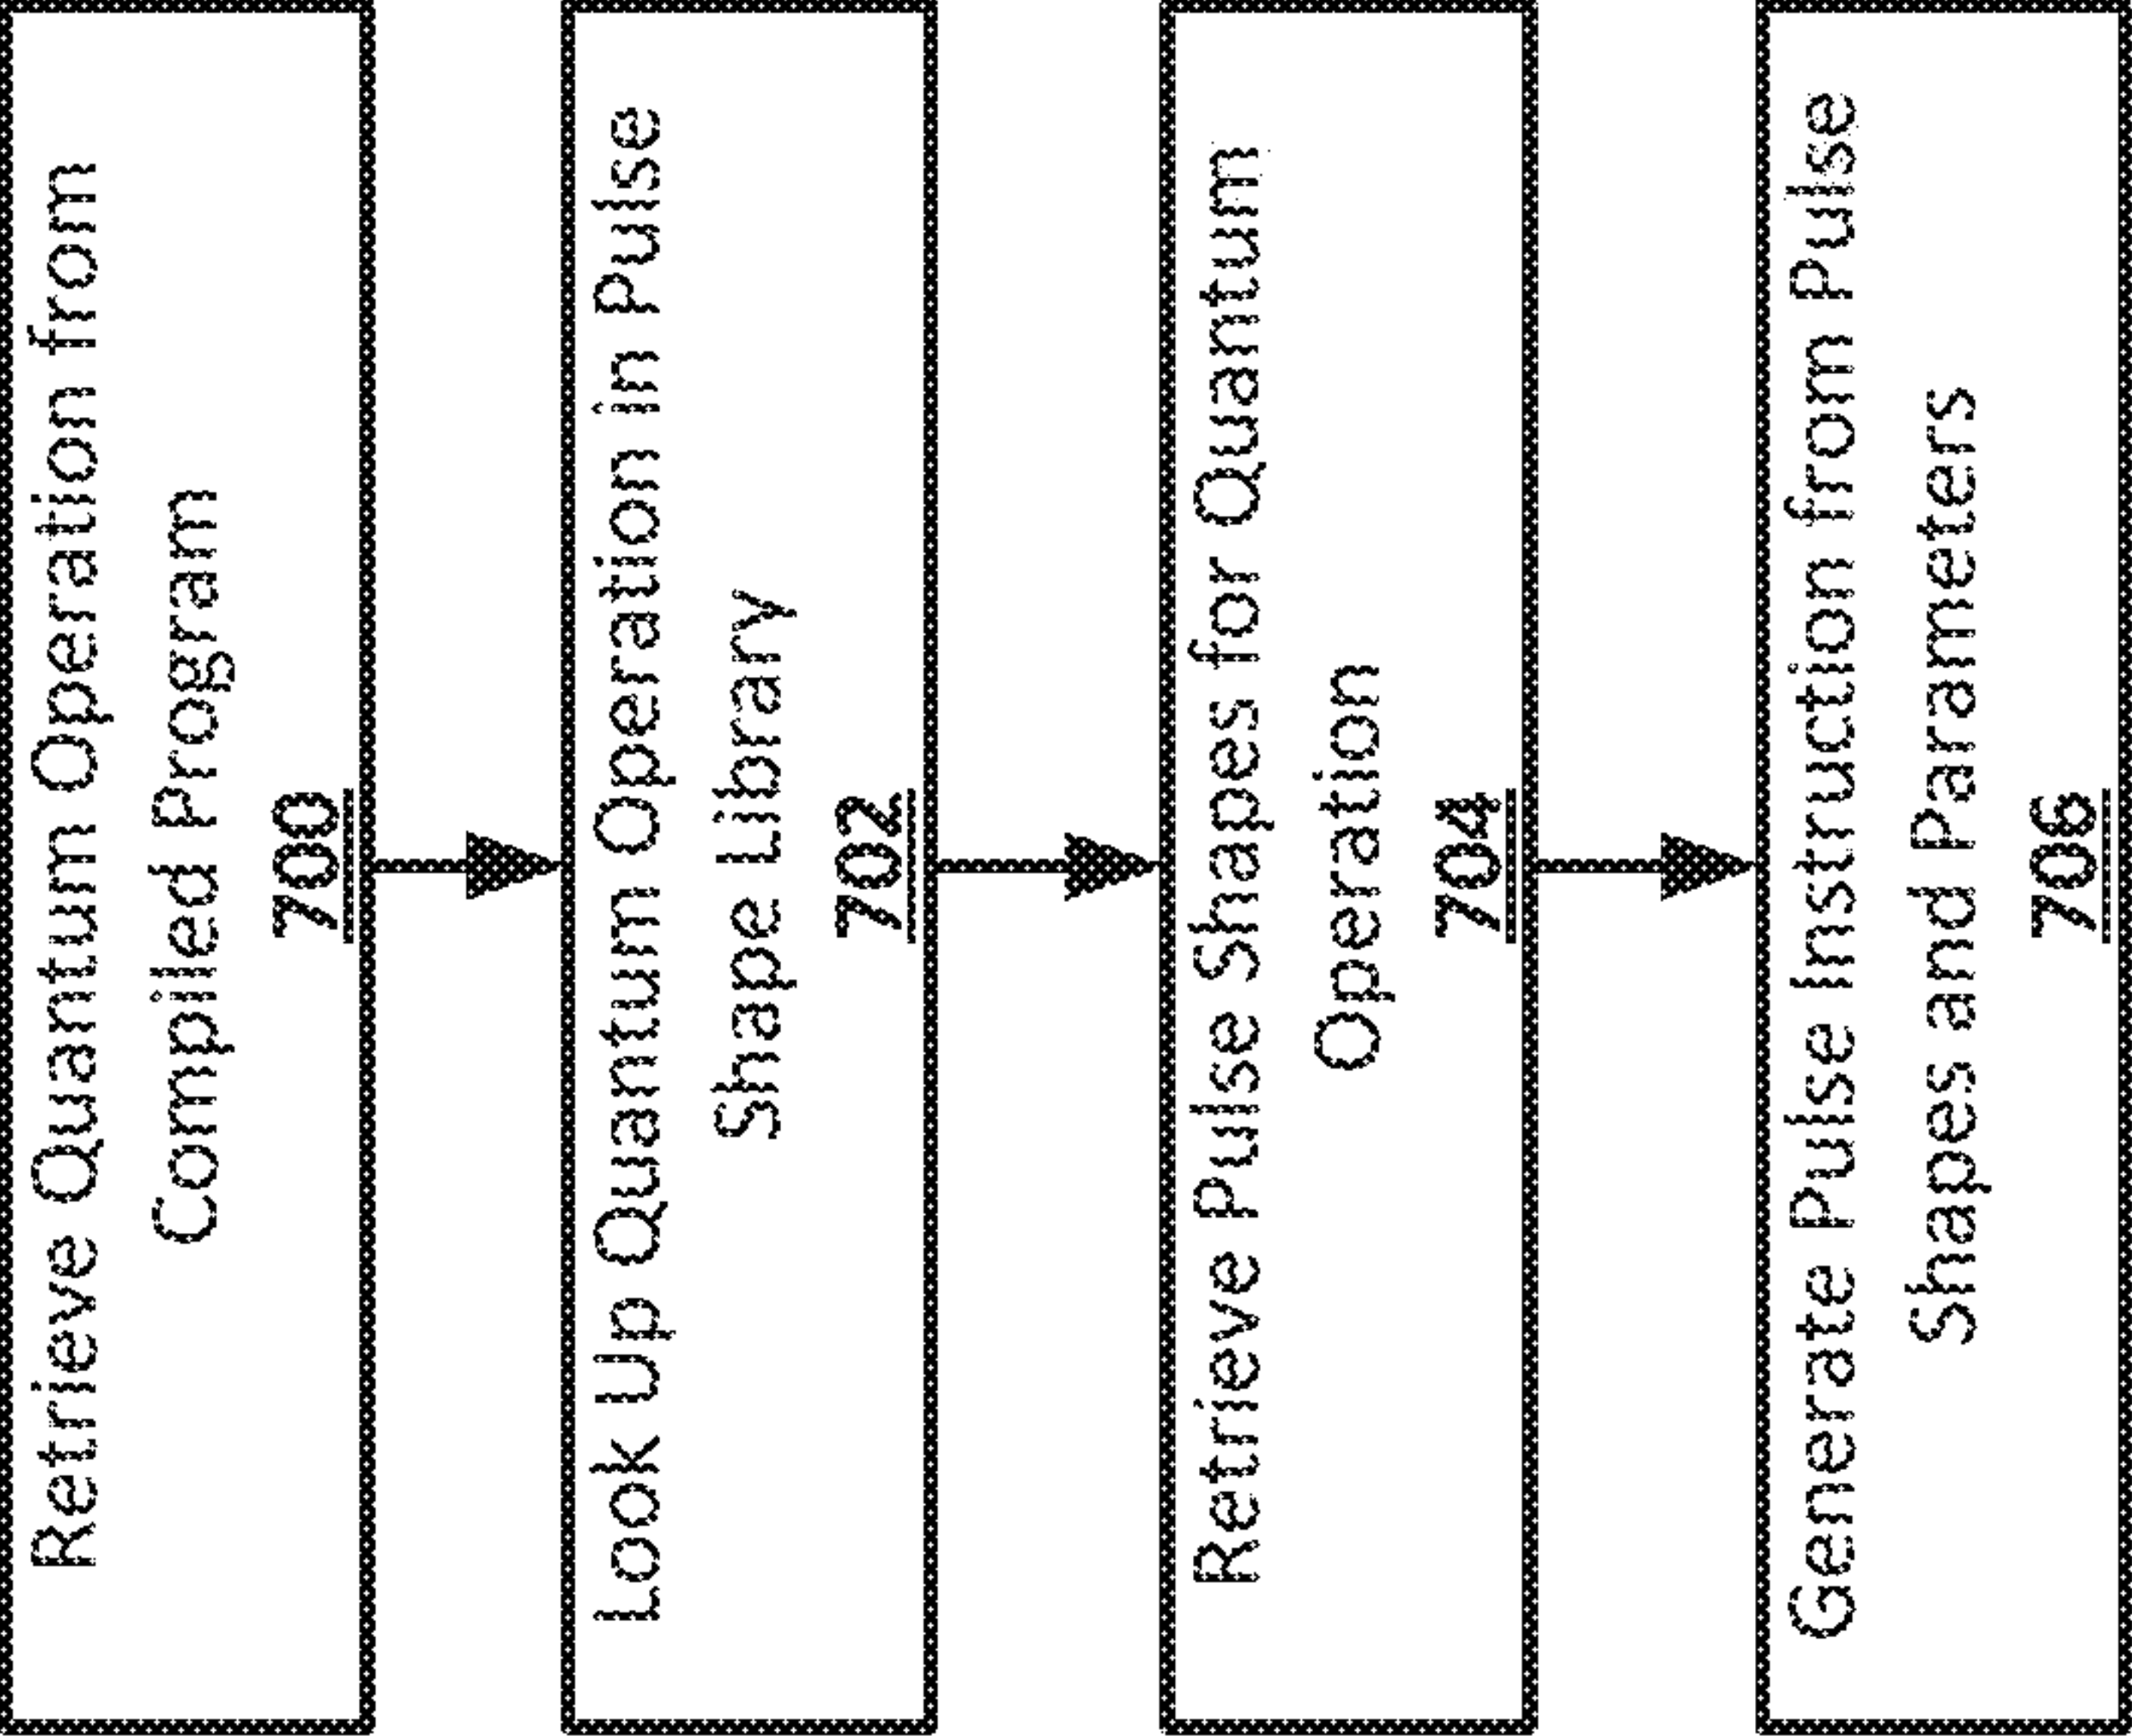 Retrieve Quantum Operation from
Compiled Program
700
Look Up Quantum Operation in Pulse
Shape Library
702
Retrieve Pulse Shapes for Quantum
Operation
704
Generate Pulse Instruction from Pulse
Shapes and Parameters
706